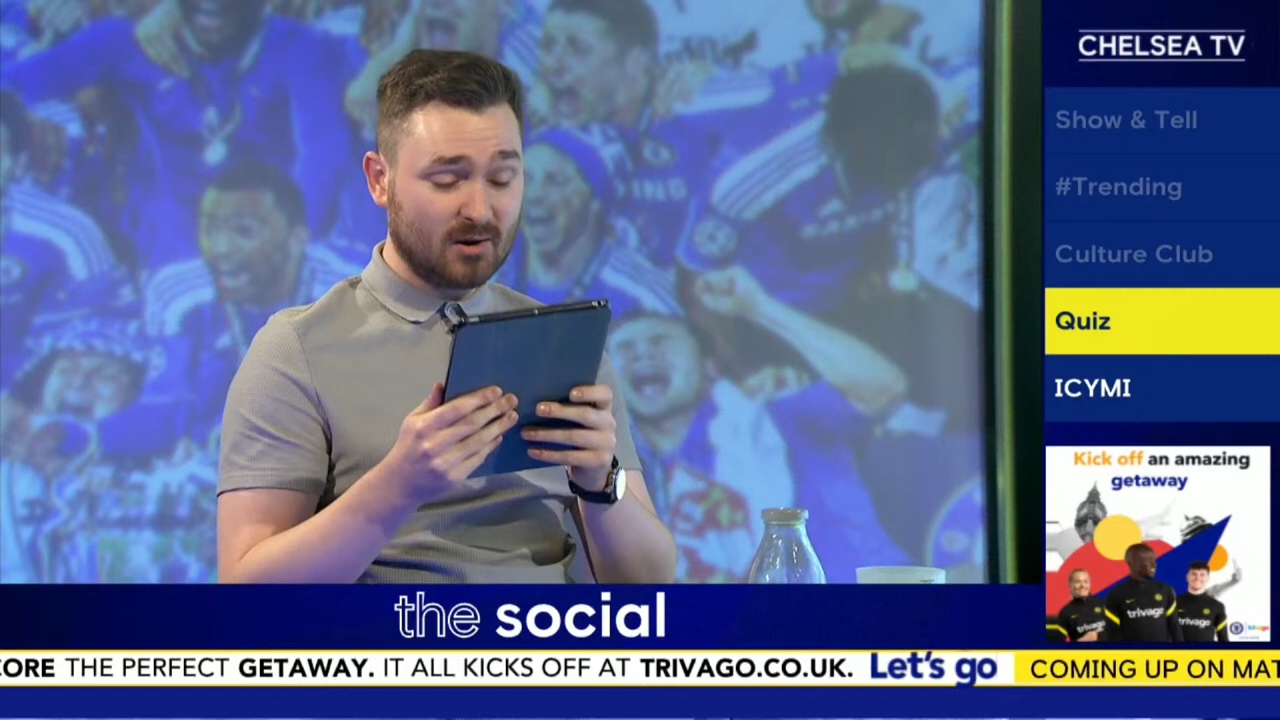 CHELSEA TV
Show & Tell
#Trending
Culture Club
Quiz
ICYMI
Kick off an amazing
getaway
trivago
trivago
trivago
the social
CORE THE PERFECT GETAWAY. IT ALL KICKS OFF AT TRIVAGO.CO.UK. Let's go COMING UP ON MAT